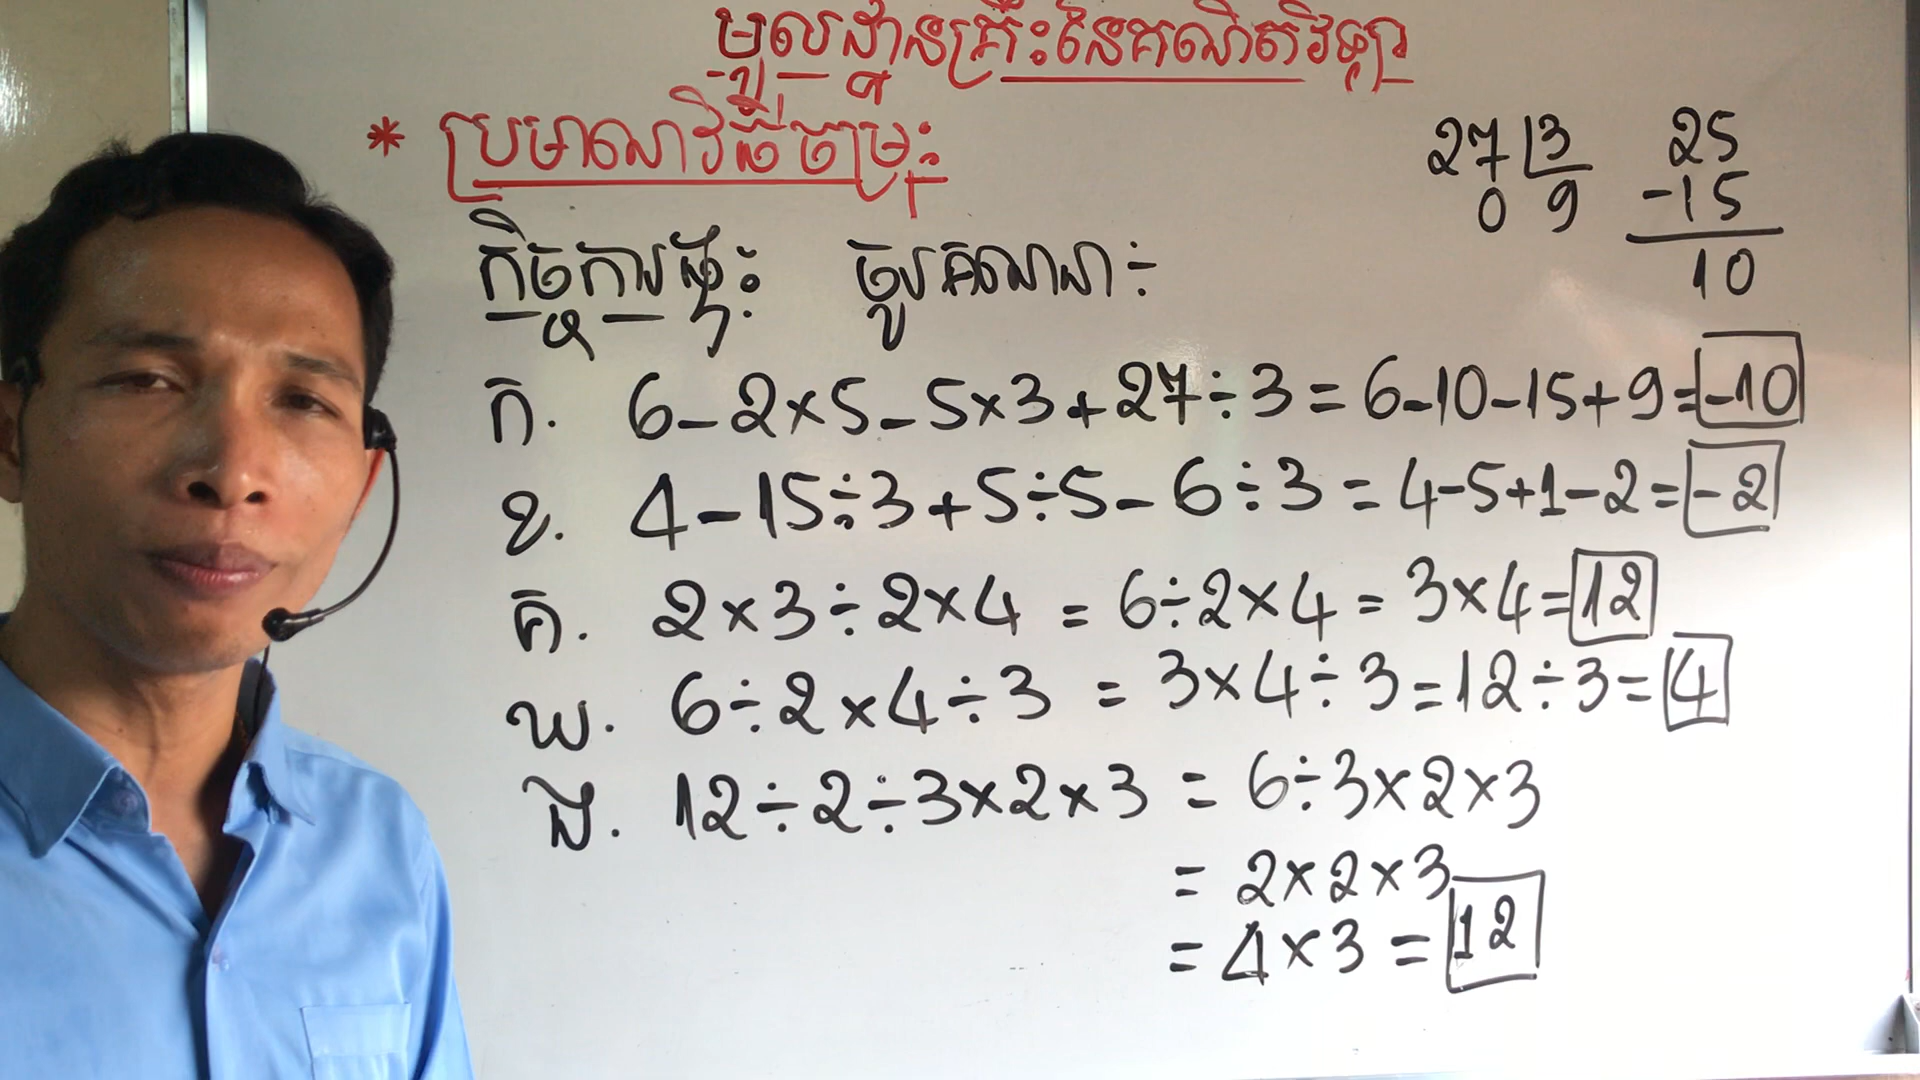 មូលដ្ឋានគ្រឹះនៃគណិតវិទ្យា
* ប្រមាណវិធីចម្រុះ
27 3 25
0 9 -15
10
កិច្ចការផ្ទះ ចូរគណនា÷
ក. 6-2×5-5×3+27÷3=6-10-15+9=-10
ខ. 4-15÷3+5÷5-6÷3=4-5+1-2=-2
គ. 2×3÷2×4=6÷2×4=3×4=12
ឃ. 6÷2×4÷3=3×4÷3=12÷3=4
ង. 12÷2÷3×2×3=6÷3×2×3
=2×2×3
=4×3=12